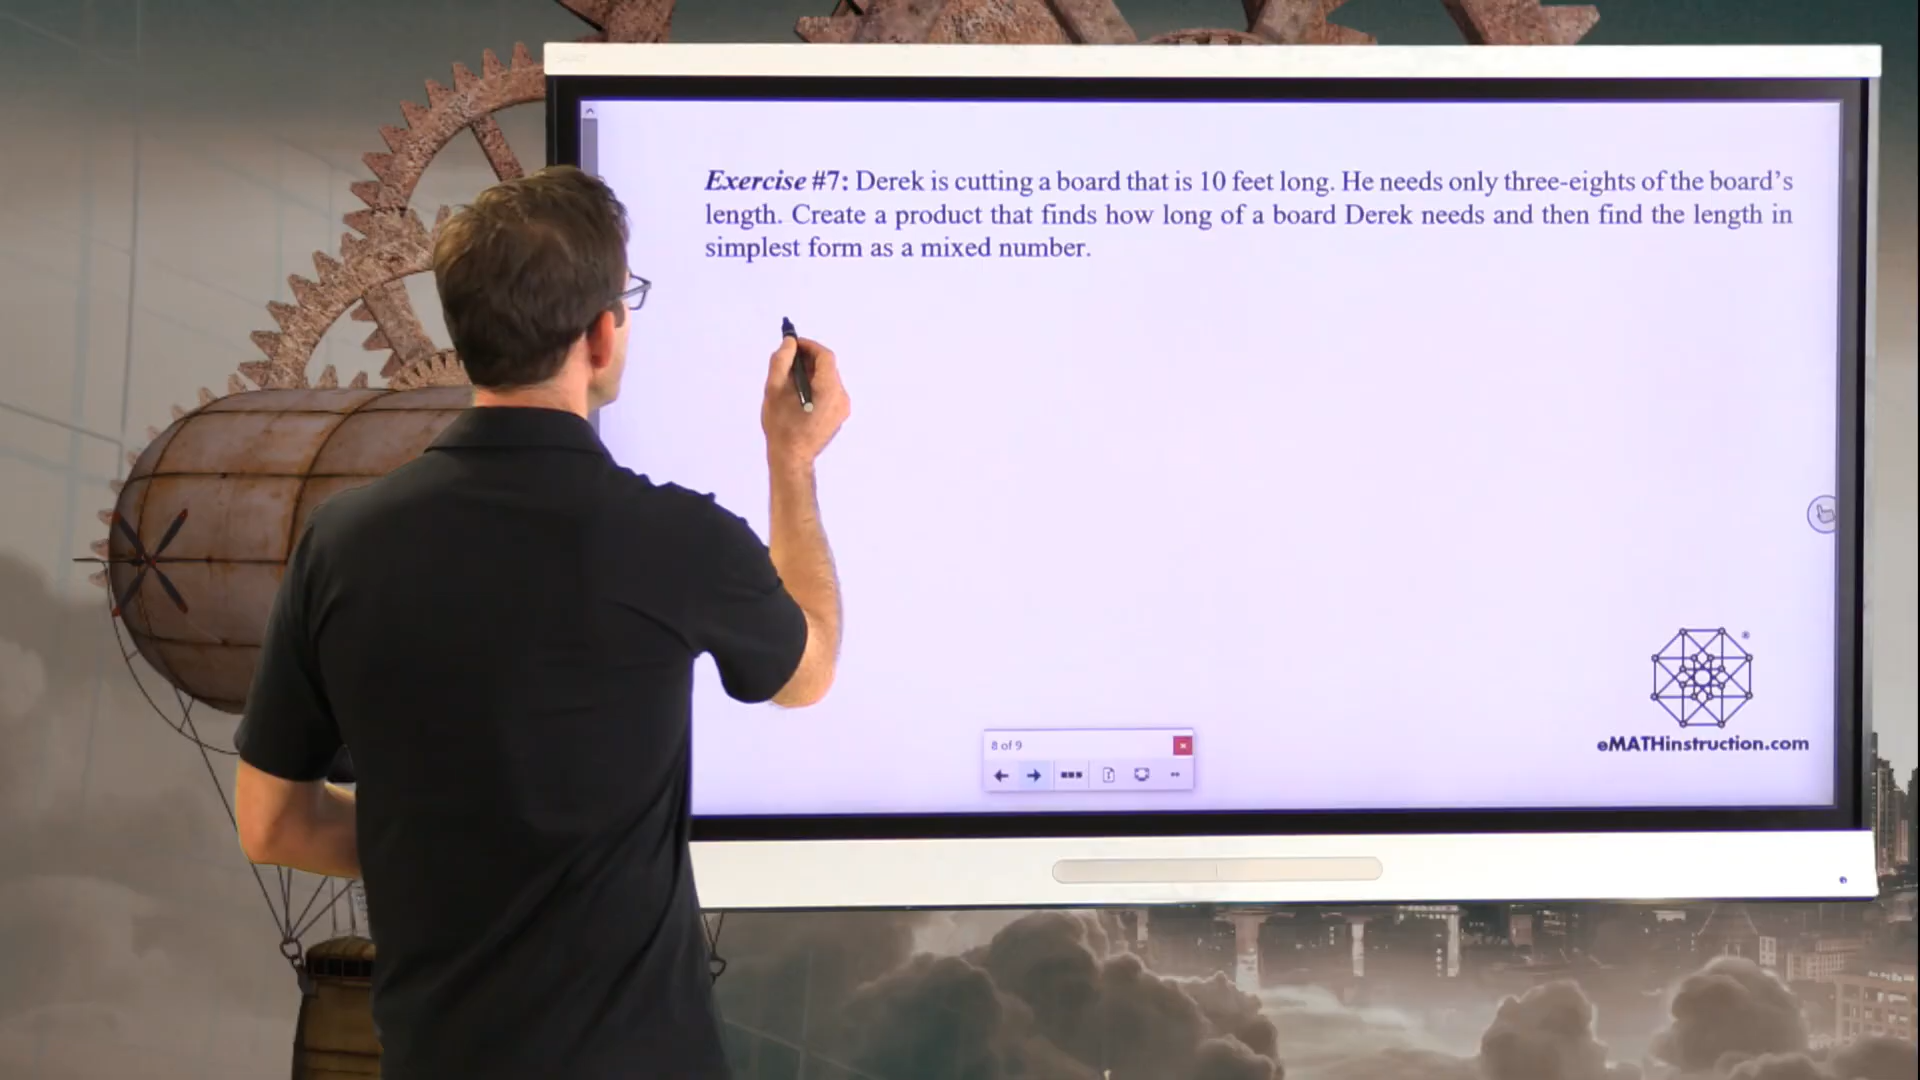 Exercise #7: Derek is cutting a board that is 10 feet long. He needs only three-eights of the board's
length. Create a product that finds how long of a board Derek needs and then find the length in
simplest form as a mixed number.
®
eMATHinstruction.com
8 of 9